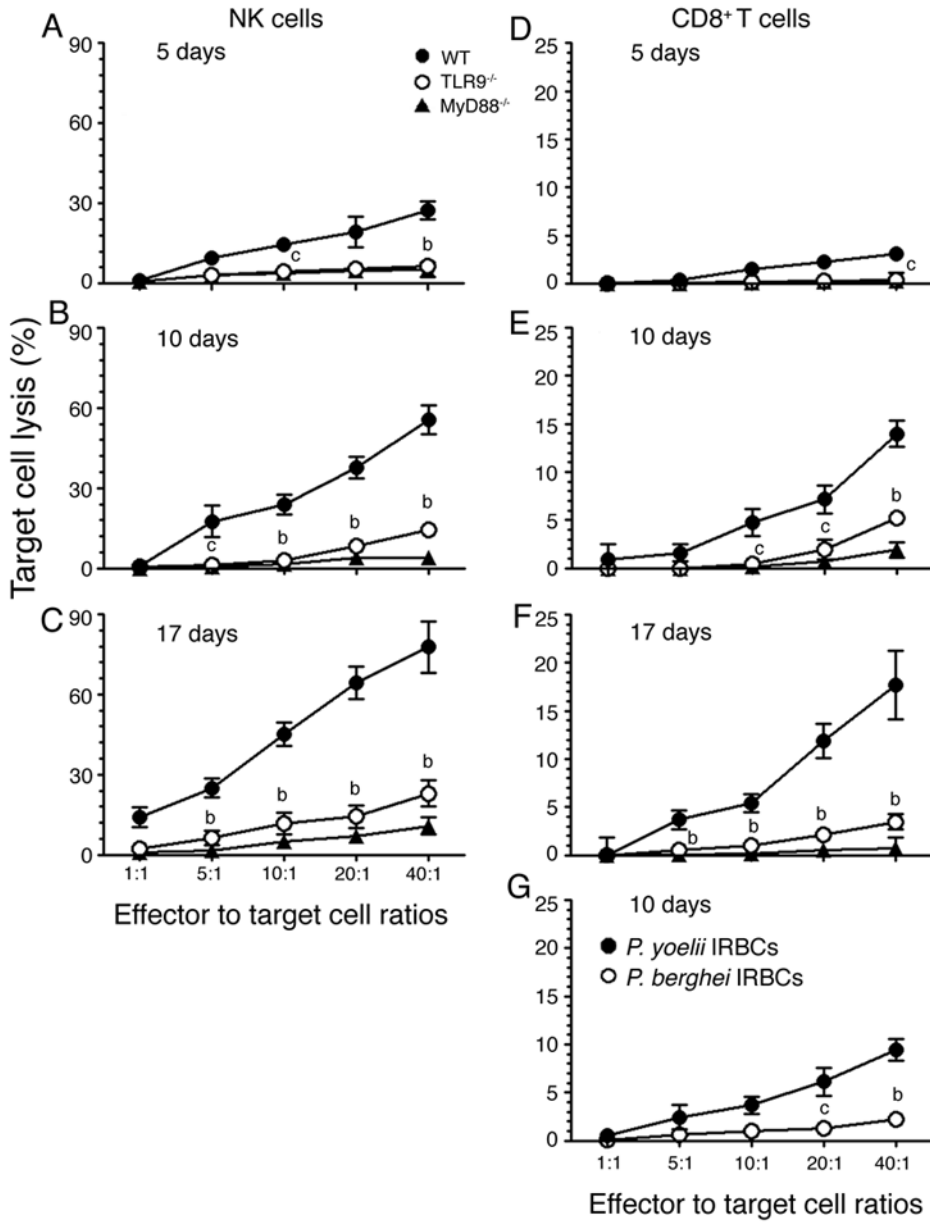 NK cells
CD8⁺ T cells
A
90
60
30
0
5 days
WT
TLR9⁻/⁻
MyD88⁻/⁻
c
b
D
25
20
15
10
5
0
5 days
c
B
90
60
30
0
10 days
c
b
b
b
E
25
20
15
10
5
0
10 days
c
c
b
C
90
60
30
0
17 days
b
b
b
b
1:1
5:1
10:1
20:1
40:1
Effector to target cell ratios
F
25
20
15
10
5
0
17 days
b
b
b
b
G
25
20
15
10
5
0
10 days
P. yoelii IRBCs
P. berghei IRBCs
c
b
1:1
5:1
10:1
20:1
40:1
Effector to target cell ratios
Target cell lysis (%)